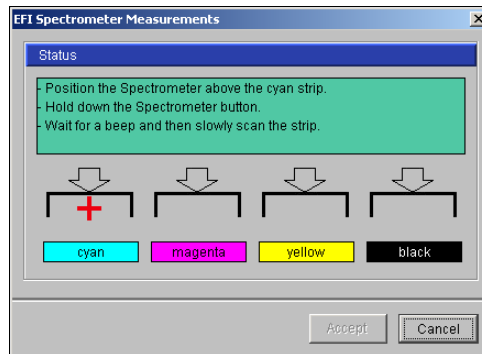 EFI Spectrometer Measurements
Status
- Position the Spectrometer above the cyan strip.
- Hold down the Spectrometer button.
- Wait for a beep and then slowly scan the strip.
cyan magenta yellow black
Accept Cancel